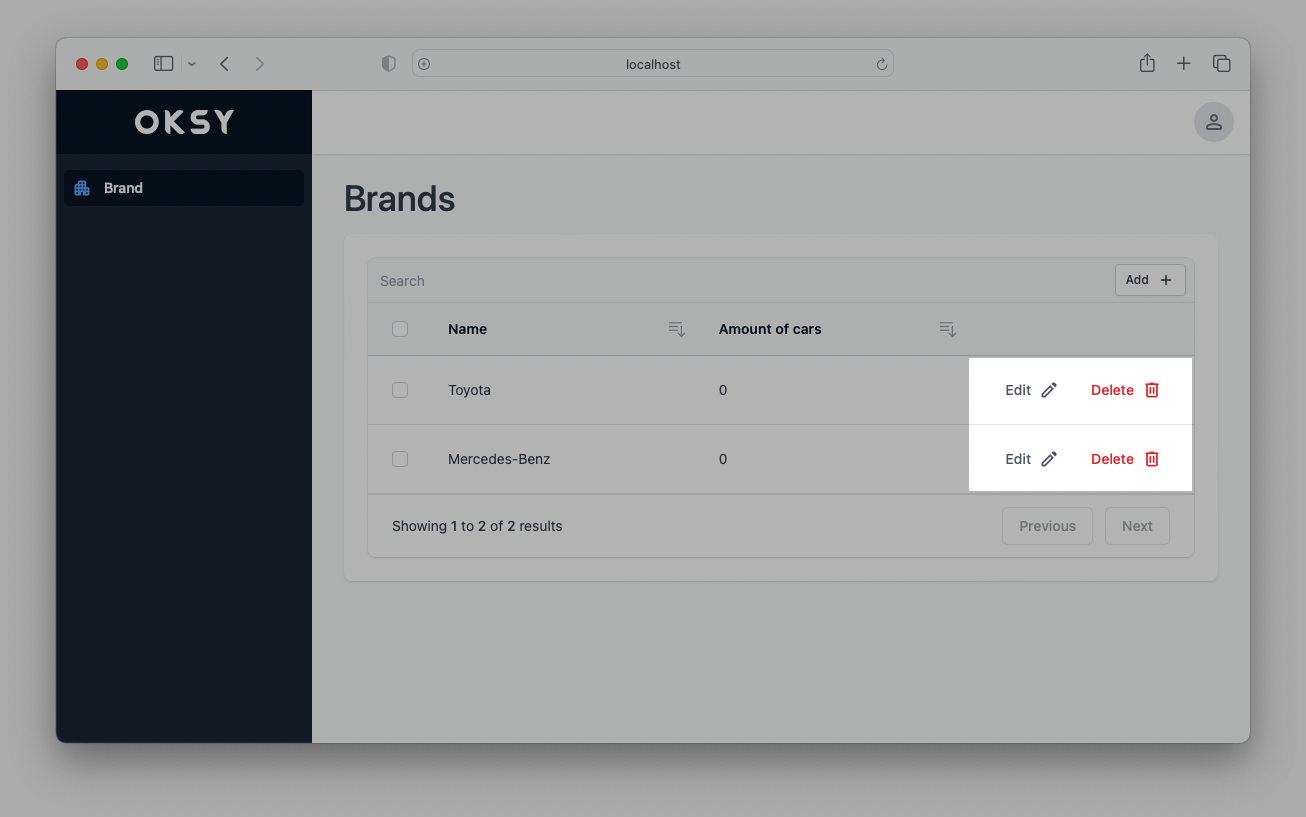 localhost
OKSY
Brand
Brands
Search
Add
Name Amount of cars
Toyota 0 Edit Delete
Mercedes-Benz 0 Edit Delete
Showing 1 to 2 of 2 results Previous Next